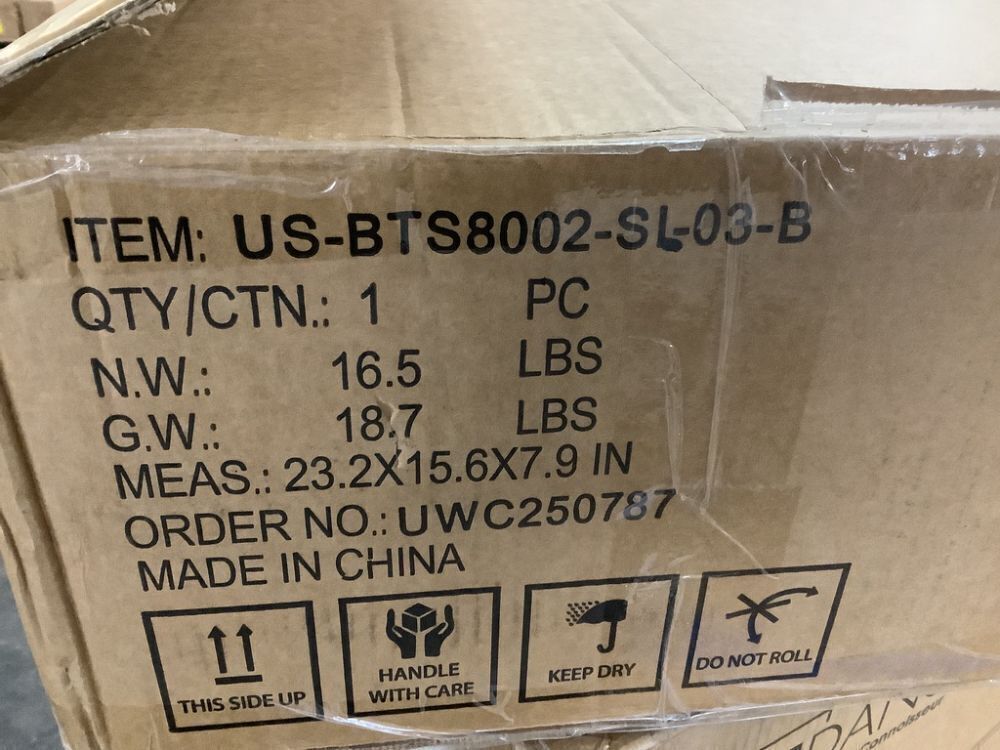 ITEM: US-BTS8002-SL-03-B
QTY/CTN.: 1 PC
N.W.: 16.5 LBS
G.W.: 18.7 LBS
MEAS.: 23.2X15.6X7.9 IN
ORDER NO.: UWC250787
MADE IN CHINA
THIS SIDE UP
HANDLE
WITH CARE
KEEP DRY
DO NOT ROLL
connoisseur